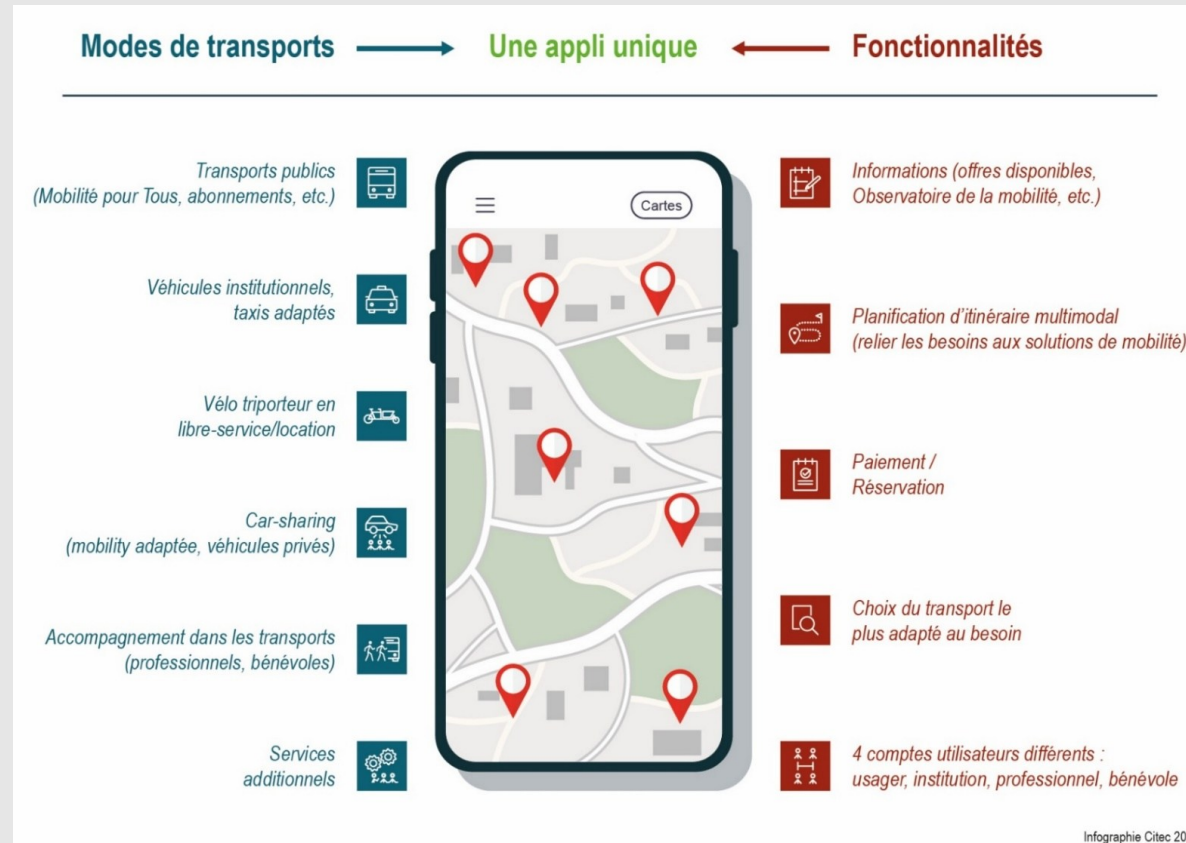 Modes de transports
Une appli unique
Fonctionnalités
Transports publics
(Mobilité pour Tous, abonnements, etc.)
Véhicules institutionnels,
taxis adaptés
Vélo triporteur en
libre-service/location
Car-sharing
(mobility adaptée, véhicules privés)
Accompagnement dans les transports
(professionnels, bénévoles)
Services
additionnels
Cartes
Informations (offres disponibles,
Observatoire de la mobilité, etc.)
Planification d'itinéraire multimodal
(relier les besoins aux solutions de mobilité)
Paiement /
Réservation
Choix du transport le
plus adapté au besoin
4 comptes utilisateurs différents :
usager, institution, professionnel, bénévole
Infographie Citec 20